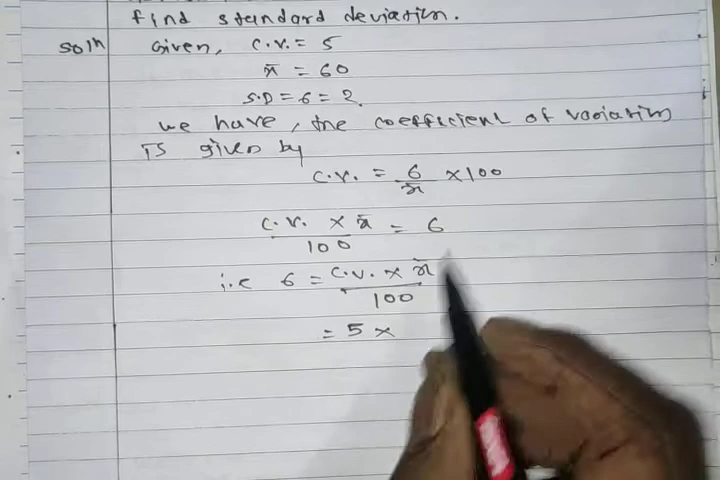 find standard deviation.
soln Given, C.V. = 5
x̄ = 60
S.D = σ = ?
we have, the coefficient of variation
is given by
C.V. = σ/x̄ × 100
C.V. × x̄/100 = σ
i.e σ = C.V. × x̄/100
= 5 ×